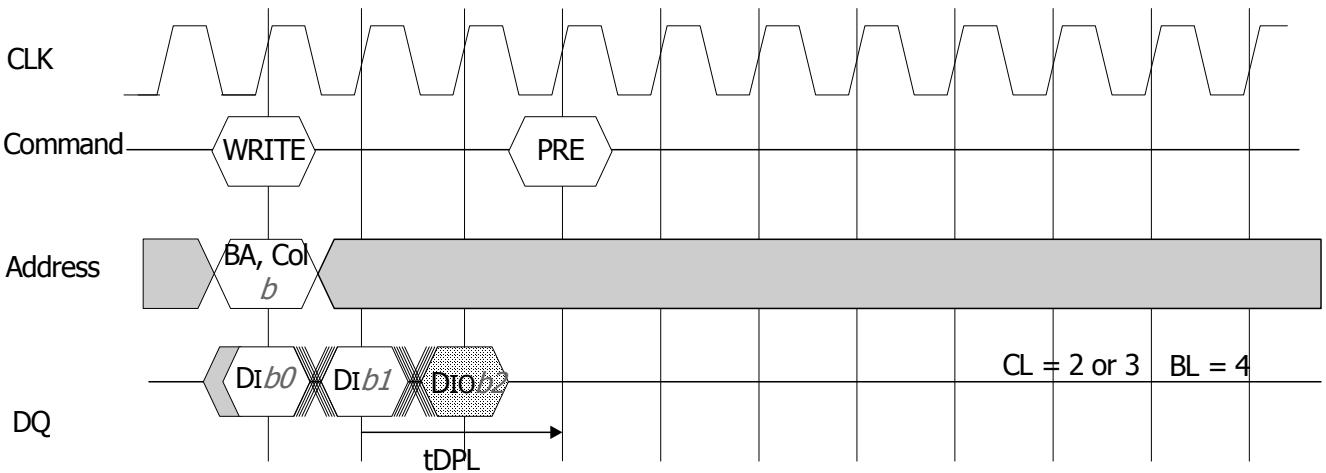 CLK
Command
WRITE
PRE
Address
BA, Col
b
DIb0
DIb1
DIOb2
CL = 2 or 3
BL = 4
DQ
tDPL